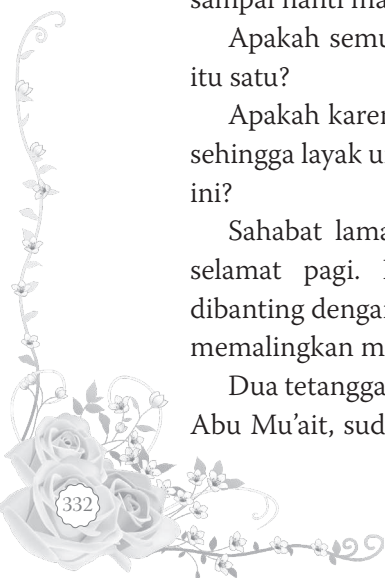 sampai nanti ma
Apakah semu
itu satu?
Apakah karen
sehingga layak u
ini?
Sahabat lama
selamat pagi.
dibanting dengan
memalingkan m
Dua tetangga
Abu Mu'ait, sud
332